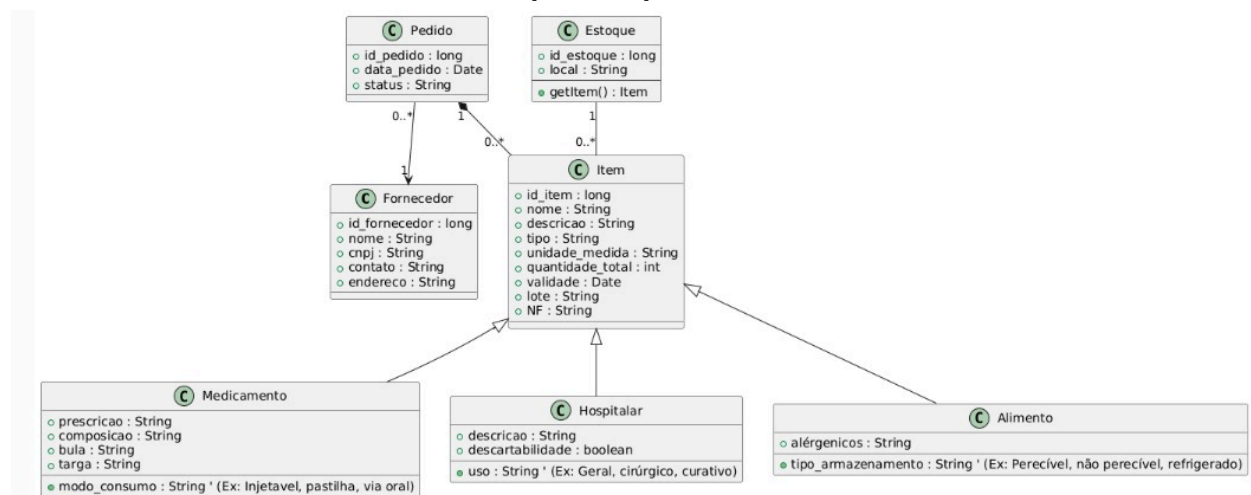 C Pedido
id_pedido : long
data_pedido : Date
status : String
C Estoque
id_estoque : long
local : String
getItem() : Item
0..*
1
1
0..*
0..*
1
C Fornecedor
id_fornecedor : long
nome : String
cnpj : String
contato : String
endereco : String
C Item
id_item : long
nome : String
descricao : String
tipo : String
unidade_medida : String
quantidade_total : int
validade : Date
lote : String
NF : String
C Medicamento
prescricao : String
composicao : String
bula : String
targa : String
modo_consumo : String ' (Ex: Injetavel, pastilha, via oral)
C Hospitalar
descricao : String
descartabilidade : boolean
uso : String ' (Ex: Geral, cirúrgico, curativo)
C Alimento
alérgenicos : String
tipo_armazenamento : String ' (Ex: Perecível, não perecível, refrigerado)